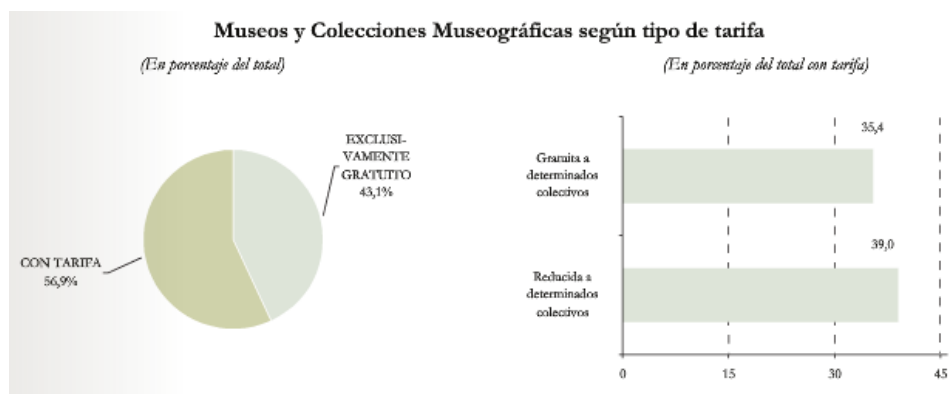 Museos y Colecciones Museográficas según tipo de tarifa
(En porcentaje del total)
(En porcentaje del total con tarifa)
EXCLUSI-
VAMENTE
GRATUITO
43,1%
CON TARIFA
56,9%
35,4
Gratuita a
determinados
colectivos
39,0
Reducida a
determinados
colectivos
0 15 30 45